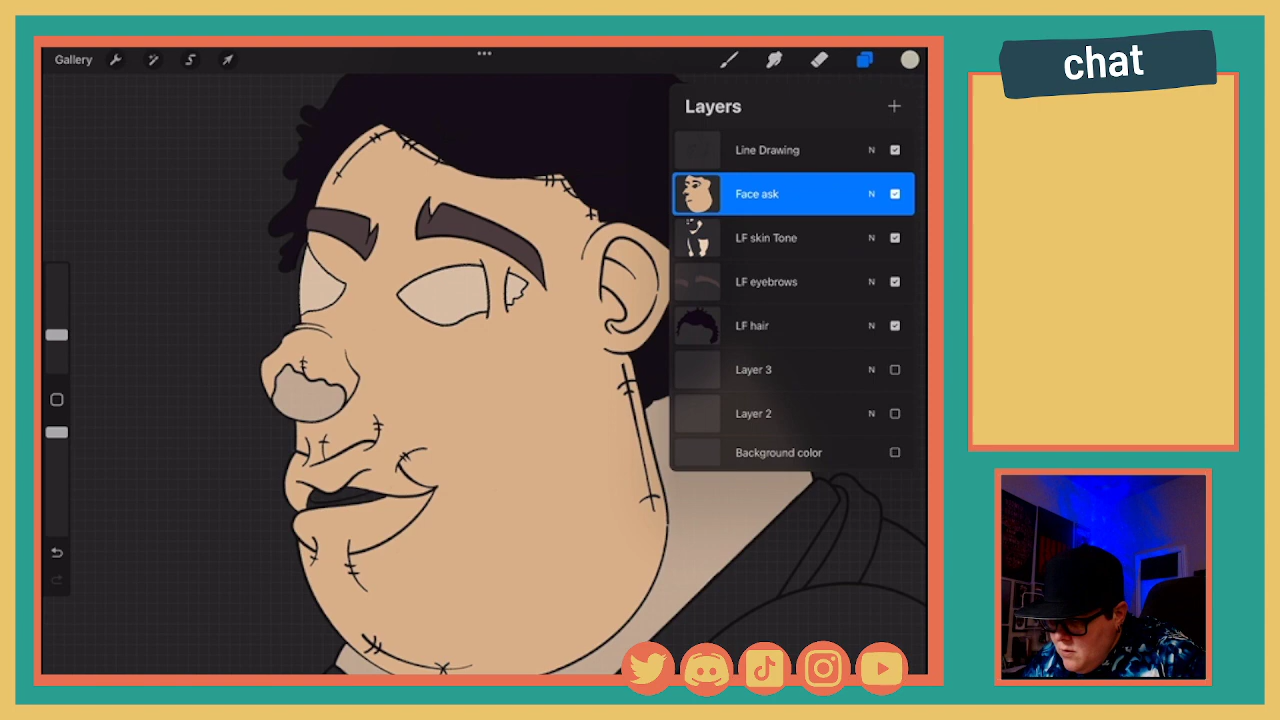 Gallery
Layers
Line Drawing N
Face ask N
LF skin Tone N
LF eyebrows N
LF hair N
Layer 3 N
Layer 2 N
Background color
chat